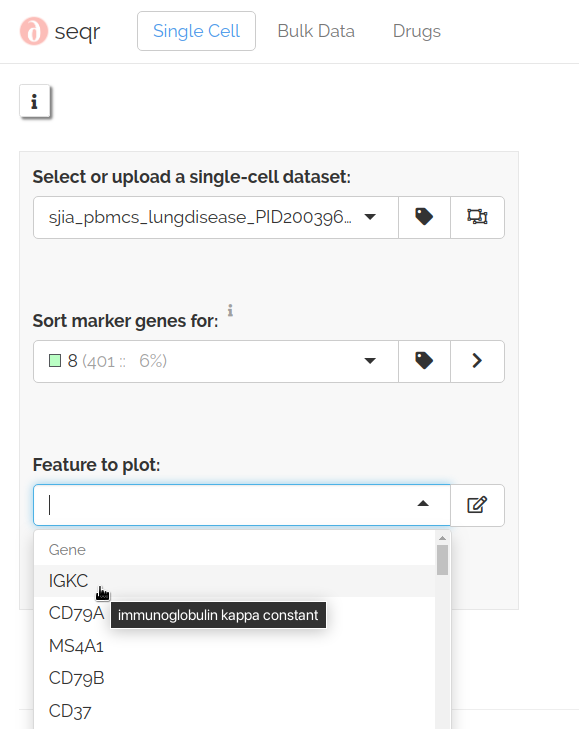 seqr
Single Cell
Bulk Data
Drugs
i
Select or upload a single-cell dataset:
sjia_pbmcs_lungdisease_PID200396...
Sort marker genes for: i
8 (401 :: 6%)
Feature to plot:
Gene
IGKC
immunoglobulin kappa constant
CD79A
MS4A1
CD79B
CD37